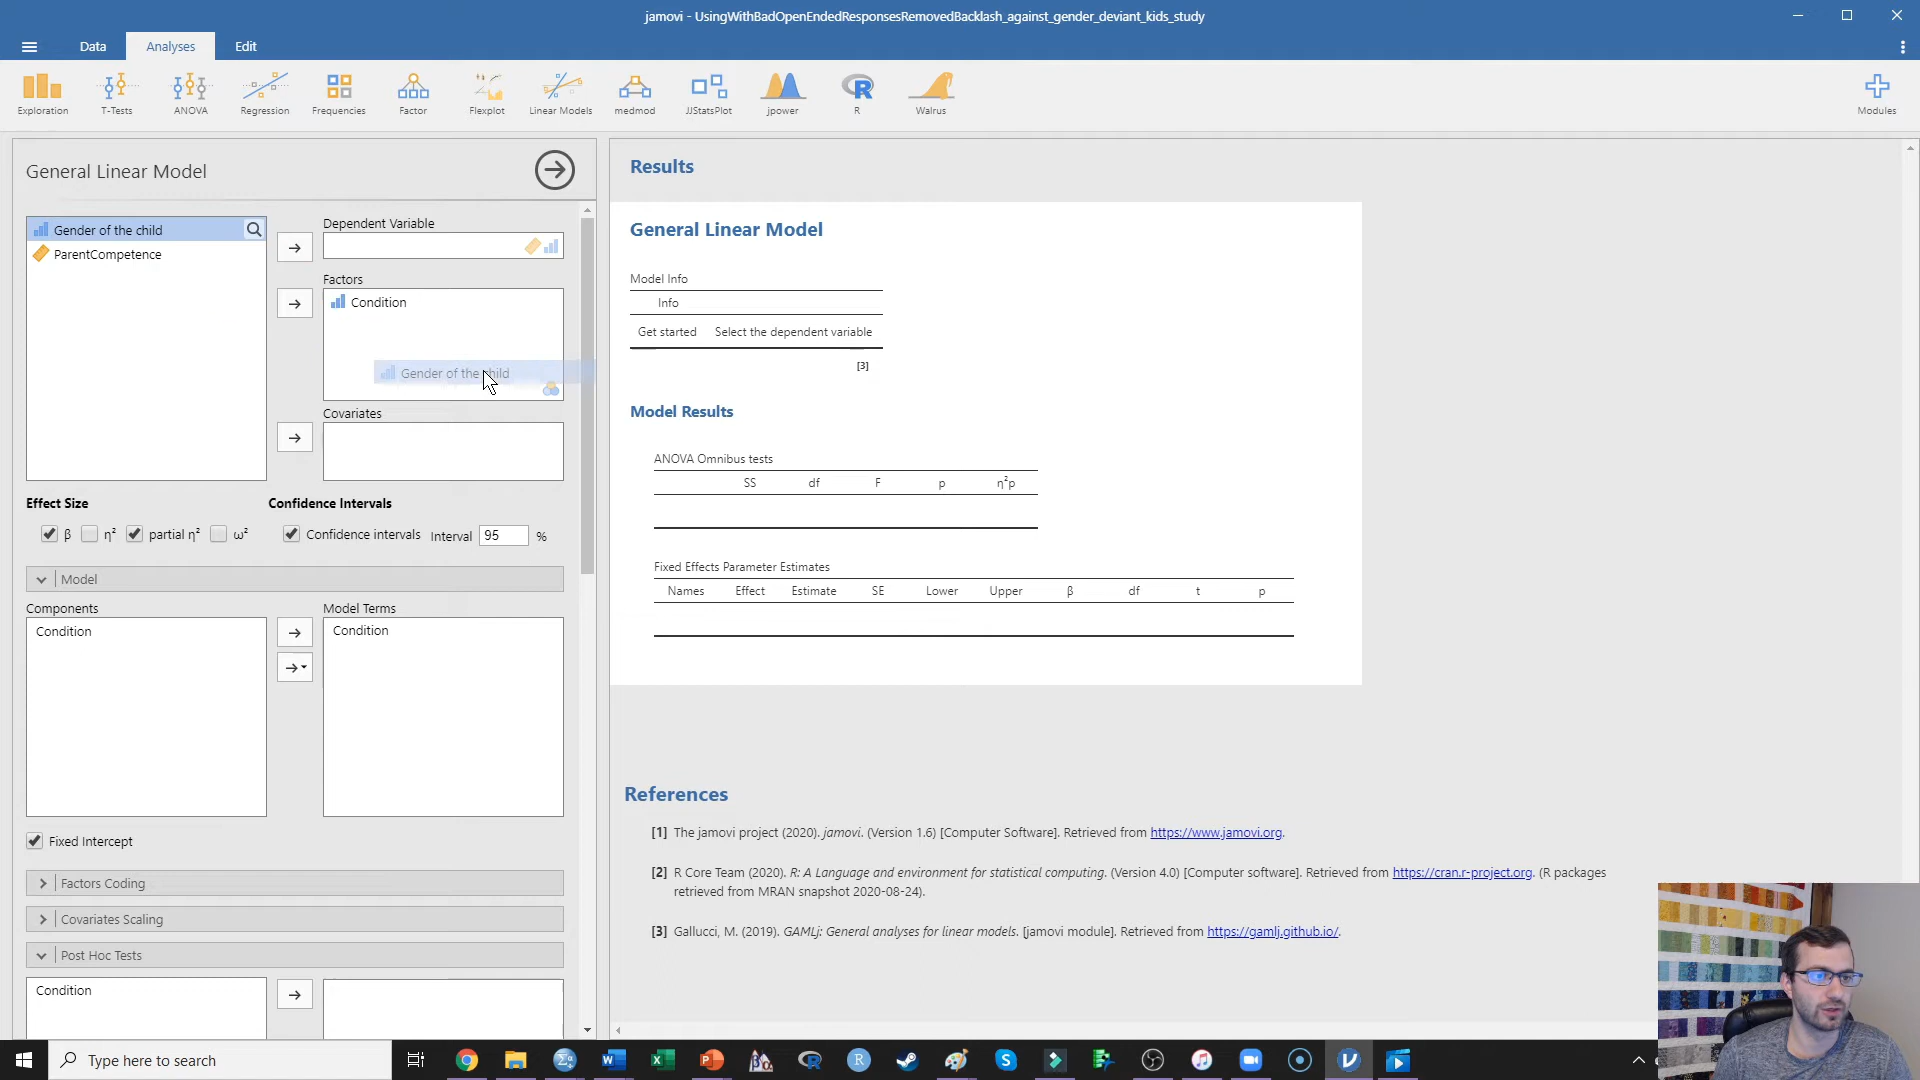 jamovi - UsingWithBadOpenEndedResponsesRemovedBacklash_against_gender_deviant_kids_study
Data Analyses Edit
Exploration T-Tests ANOVA Regression Frequencies Factor Flexplot Linear Models medmod JJStatsPlot jpower R Walrus Modules
General Linear Model
Gender of the child
ParentCompetence
Dependent Variable
Factors
Condition
Gender of the child
Covariates
Effect Size
Confidence Intervals
β η² partial η² ω² Confidence intervals Interval 95 %
Model
Components
Model Terms
Condition
Condition
Fixed Intercept
Factors Coding
Covariates Scaling
Post Hoc Tests
Condition
Results
General Linear Model
Model Info
Info
Get started Select the dependent variable
[3]
Model Results
ANOVA Omnibus tests
SS df F p η²p
Fixed Effects Parameter Estimates
Names Effect Estimate SE Lower Upper β df t p
References
[1] The jamovi project (2020). jamovi. (Version 1.6) [Computer Software]. Retrieved from https://www.jamovi.org.
[2] R Core Team (2020). R: A Language and environment for statistical computing. (Version 4.0) [Computer software]. Retrieved from https://cran.r-project.org. (R packages
retrieved from MRAN snapshot 2020-08-24).
[3] Gallucci, M. (2019). GAMLj: General analyses for linear models. [jamovi module]. Retrieved from https://gamlj.github.io/.
Type here to search